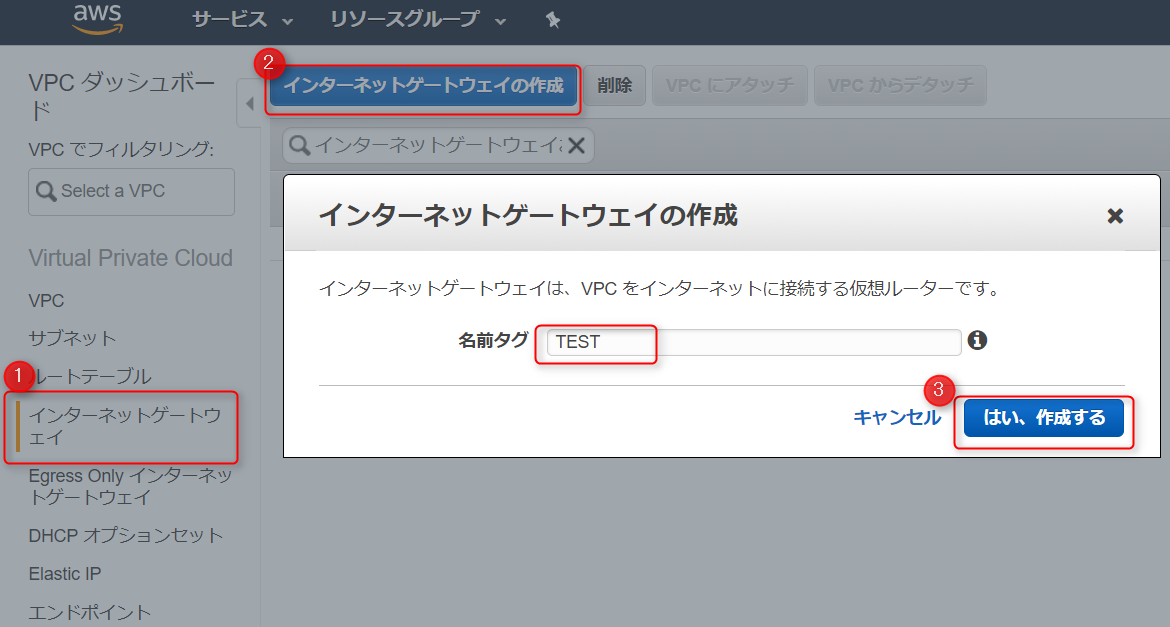 aws サービス リソースグループ
VPC ダッシュボー
ド
VPC でフィルタリング:
Select a VPC
Virtual Private Cloud
VPC
サブネット
1
ルートテーブル
インターネットゲートウ
ェイ
Egress Only インターネッ
トゲートウェイ
DHCP オプションセット
Elastic IP
エンドポイント
2
インターネットゲートウェイの作成 削除 VPC にアタッチ VPC からデタッチ
インターネットゲートウェイ
インターネットゲートウェイの作成
インターネットゲートウェイは、VPC をインターネットに接続する仮想ルーターです。
名前タグ TEST
3
キャンセル はい、作成する